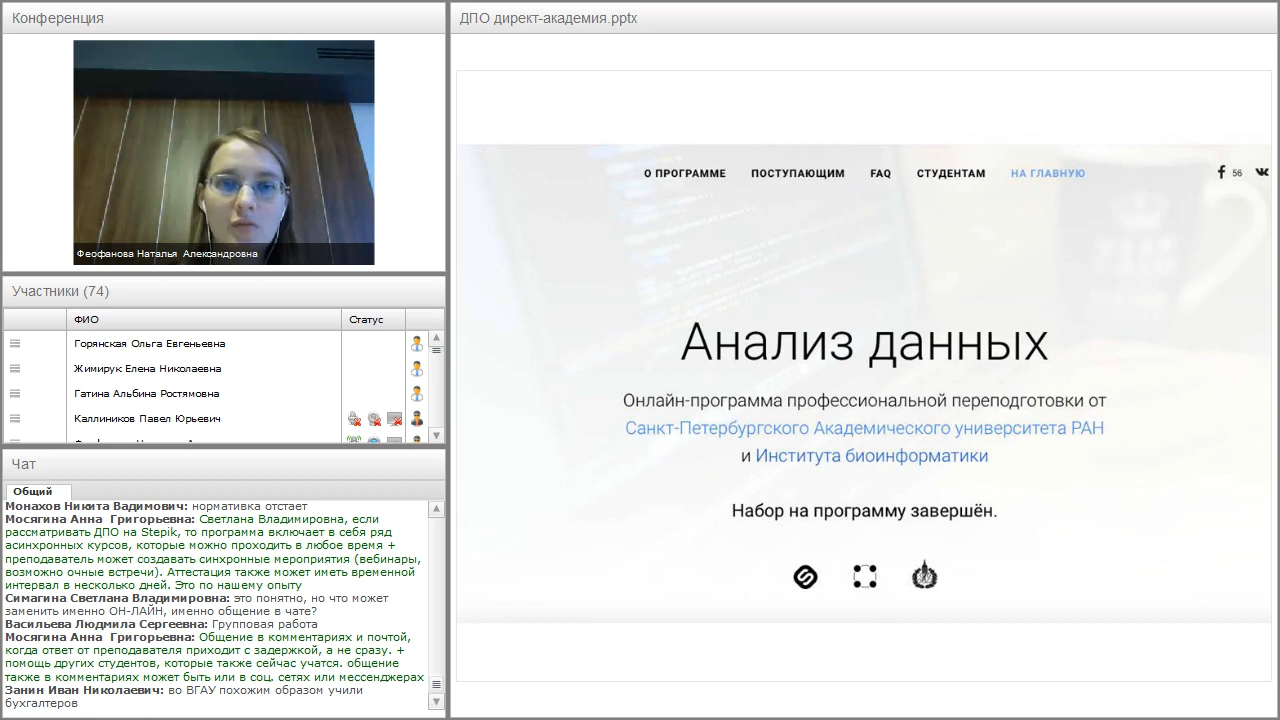 Конференция
Феофанова Наталья Александровна
Участники (74)
ФИО Статус
Горянская Ольга Евгеньевна
Жимирук Елена Николаевна
Гатина Альбина Ростямовна
Каллиников Павел Юрьевич
Чат
Общий
Монахов Никита Вадимович: нормативка отстает
Мосягина Анна Григорьевна: Светлана Владимировна, если
рассматривать ДПО на Stepik, то программа включает в себя ряд
асинхронных курсов, которые можно проходить в любое время +
преподаватель может создавать синхронные мероприятия (вебинары,
возможно очные встречи). Аттестация также может иметь временной
интервал в несколько дней. Это по нашему опыту
Симагина Светлана Владимировна: это понятно, но что может
заменить именно ОН-ЛАЙН, именно общение в чате?
Васильева Людмила Сергеевна: Групповая работа
Мосягина Анна Григорьевна: Общение в комментариях и почтой,
когда ответ от преподавателя приходит с задержкой, а не сразу. +
помощь других студентов, которые также сейчас учатся. общение
также в комментариях может быть или в соц. сетях или мессенджерах
Занин Иван Николаевич: во ВГАУ похожим образом учили
бухгалтеров
ДПО директ-академия.pptx
О ПРОГРАММЕ ПОСТУПАЮЩИМ FAQ СТУДЕНТАМ НА ГЛАВНУЮ 56
Анализ данных
Онлайн-программа профессиональной переподготовки от
Санкт-Петербургского Академического университета РАН
и Института биоинформатики
Набор на программу завершён.